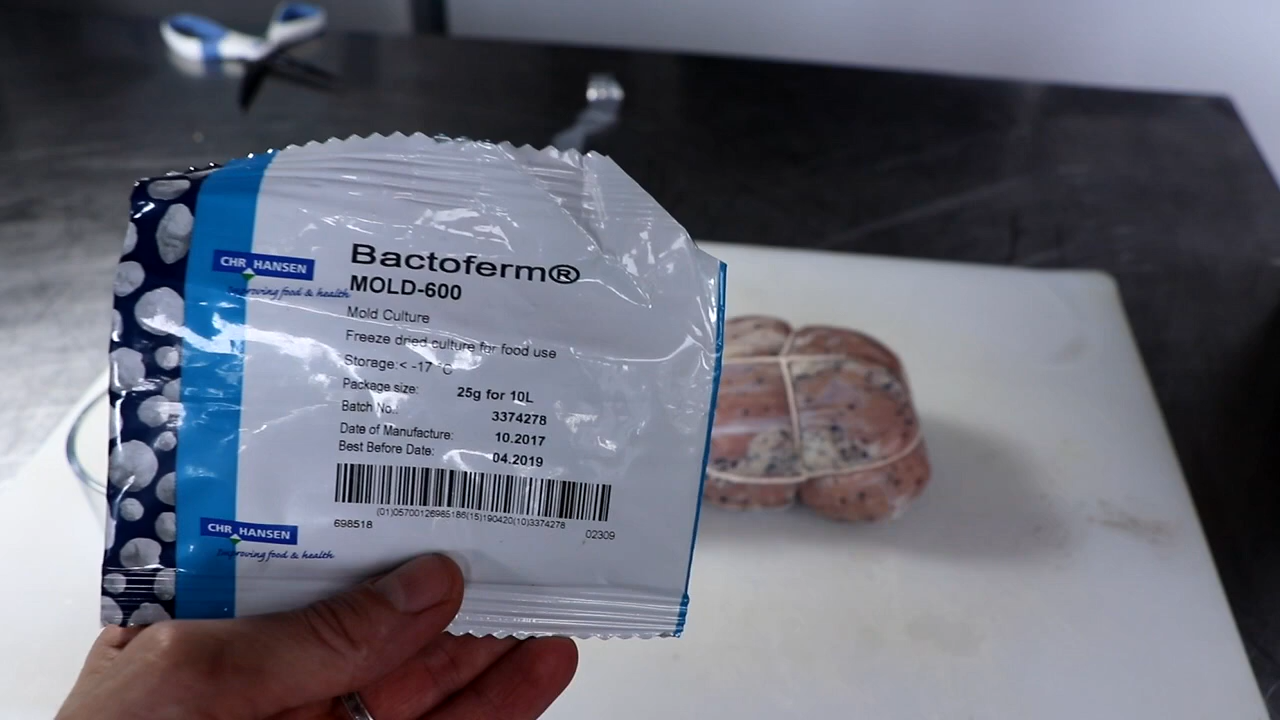 CHR HANSEN
Improving food & health
Bactoferm®
MOLD-600
Mold Culture
Freeze dried culture for food use
Storage:< -17 °C
Package size: 25g for 10L
Batch No.: 3374278
Date of Manufacture: 10.2017
Best Before Date: 04.2019
(01)05700126985186(15)190420(10)3374278
698518 02309
CHR HANSEN
Improving food & health